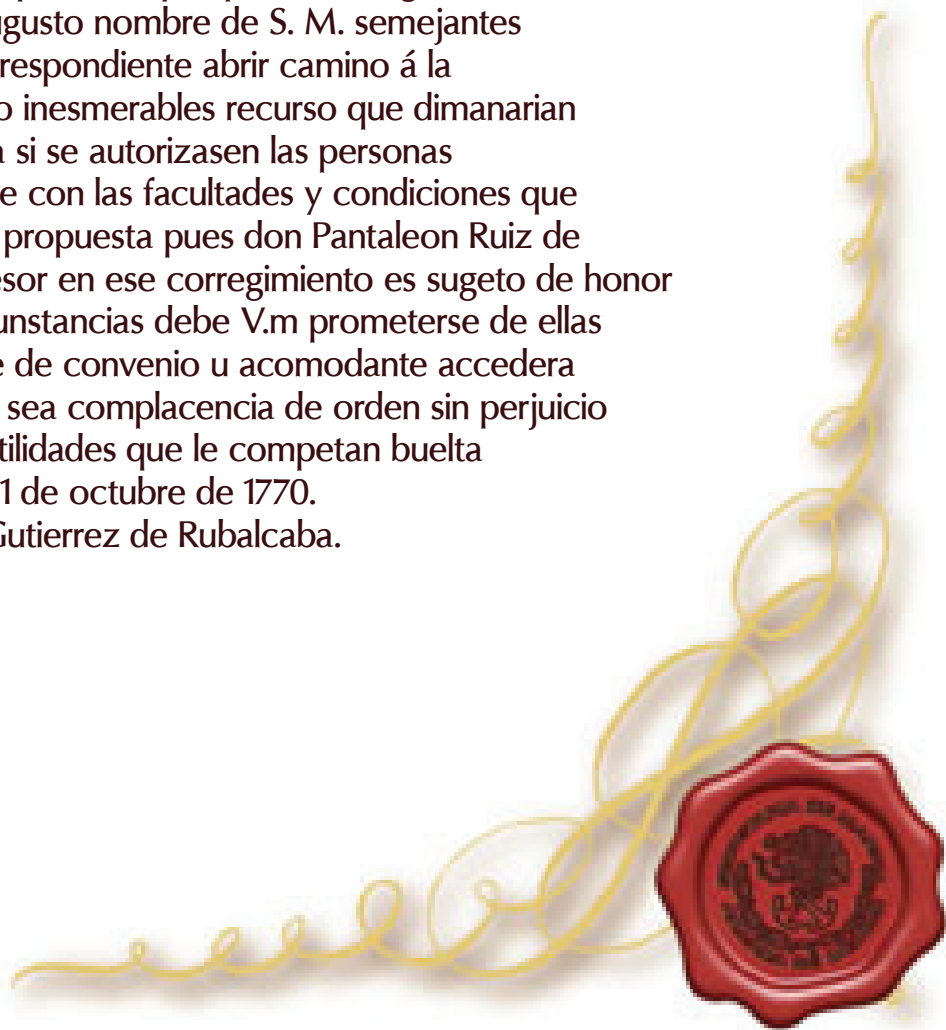 ugusto nombre de S. M. semejantes
respondiente abrir camino á la
o inesmerables recurso que dimanarian
a si se autorizasen las personas
e con las facultades y condiciones que
propuesta pues don Pantaleon Ruiz de
esor en ese corregimiento es sugeto de honor
unstancias debe V.m prometerse de ellas
e de convenio u acomodante accedera
sea complacencia de orden sin perjuicio
tilidades que le competan buelta
1 de octubre de 1770.
Gutierrez de Rubalcaba.